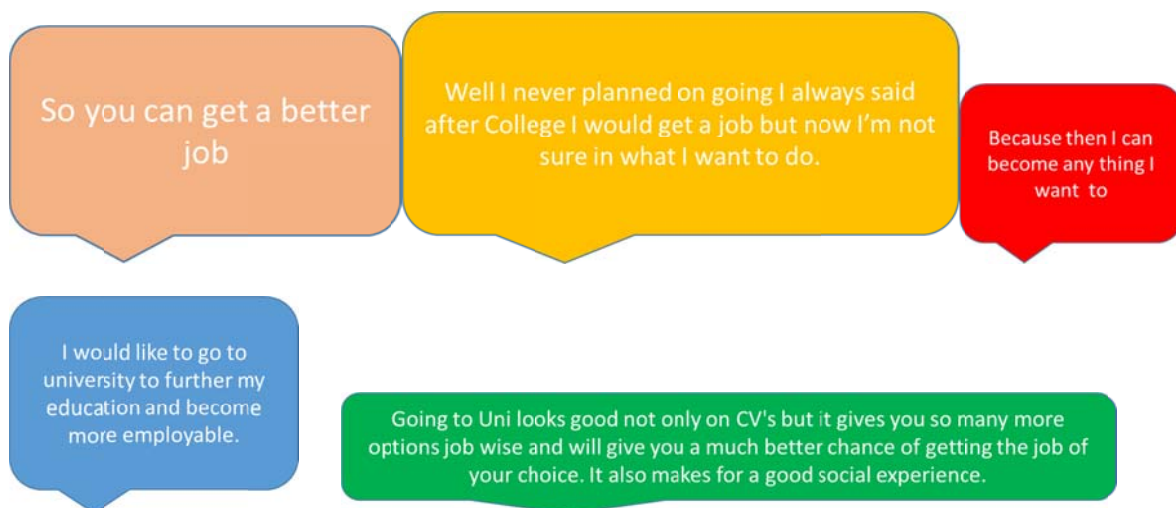 So you can get a better
job
Well I never planned on going I always said
after College I would get a job but now I'm not
sure in what I want to do.
Because then I can
become any thing I
want to
I would like to go to
university to further my
education and become
more employable.
Going to Uni looks good not only on CV's but it gives you so many more
options job wise and will give you a much better chance of getting the job of
your choice. It also makes for a good social experience.